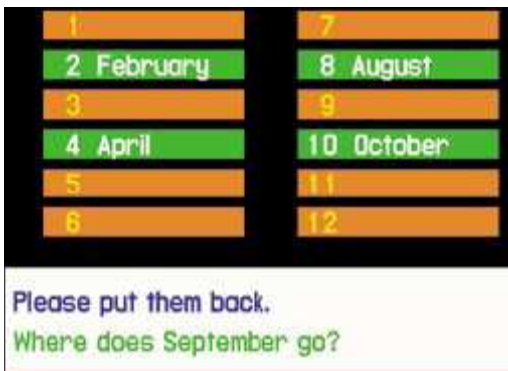 1
2 February
3
4 April
5
6
7
8 August
9
10 October
11
12
Please put them back.
Where does September go?